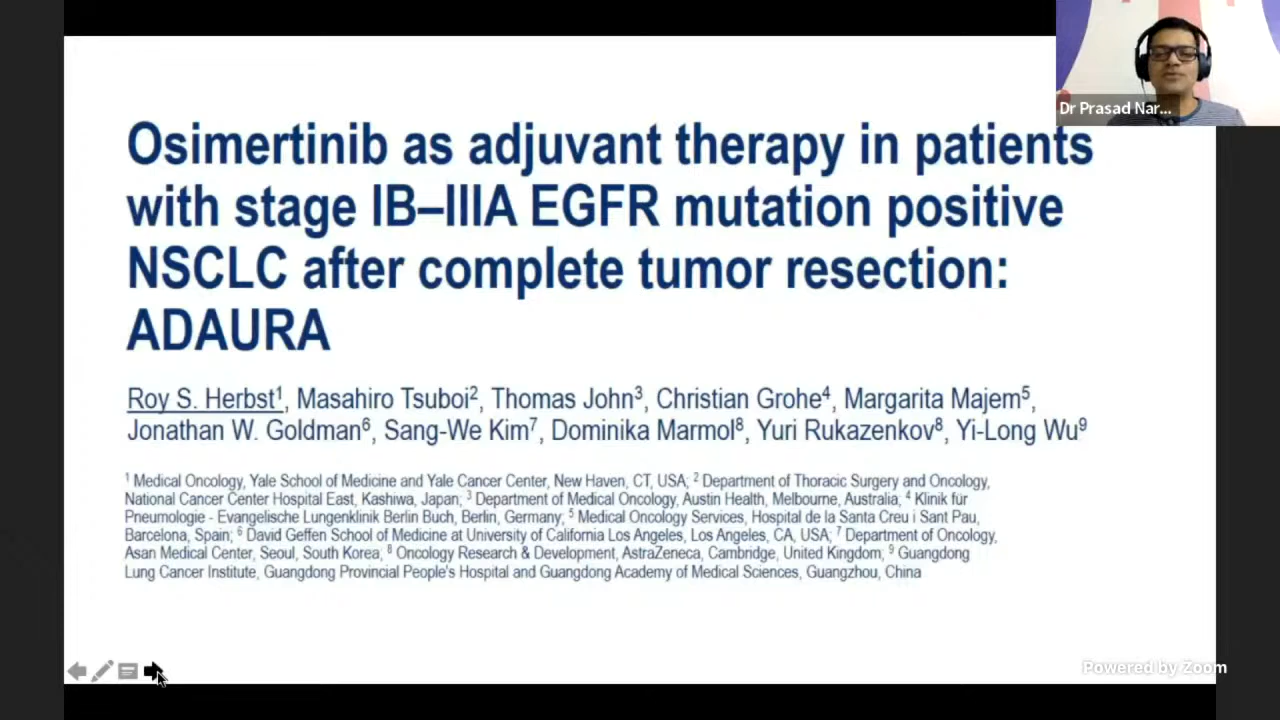 Dr Prasad Nar...
Osimertinib as adjuvant therapy in patients
with stage IB–IIIA EGFR mutation positive
NSCLC after complete tumor resection:
ADAURA
Roy S. Herbst¹, Masahiro Tsuboi², Thomas John³, Christian Grohe⁴, Margarita Majem⁵,
Jonathan W. Goldman⁶, Sang-We Kim⁷, Dominika Marmol⁸, Yuri Rukazenkov⁸, Yi-Long Wu⁹
¹ Medical Oncology, Yale School of Medicine and Yale Cancer Center, New Haven, CT, USA; ² Department of Thoracic Surgery and Oncology,
National Cancer Center Hospital East, Kashiwa, Japan; ³ Department of Medical Oncology, Austin Health, Melbourne, Australia; ⁴ Klinik für
Pneumologie - Evangelische Lungenklinik Berlin Buch, Berlin, Germany; ⁵ Medical Oncology Services, Hospital de la Santa Creu i Sant Pau,
Barcelona, Spain; ⁶ David Geffen School of Medicine at University of California Los Angeles, Los Angeles, CA, USA; ⁷ Department of Oncology,
Asan Medical Center, Seoul, South Korea; ⁸ Oncology Research & Development, AstraZeneca, Cambridge, United Kingdom; ⁹ Guangdong
Lung Cancer Institute, Guangdong Provincial People's Hospital and Guangdong Academy of Medical Sciences, Guangzhou, China
Powered by Zoom